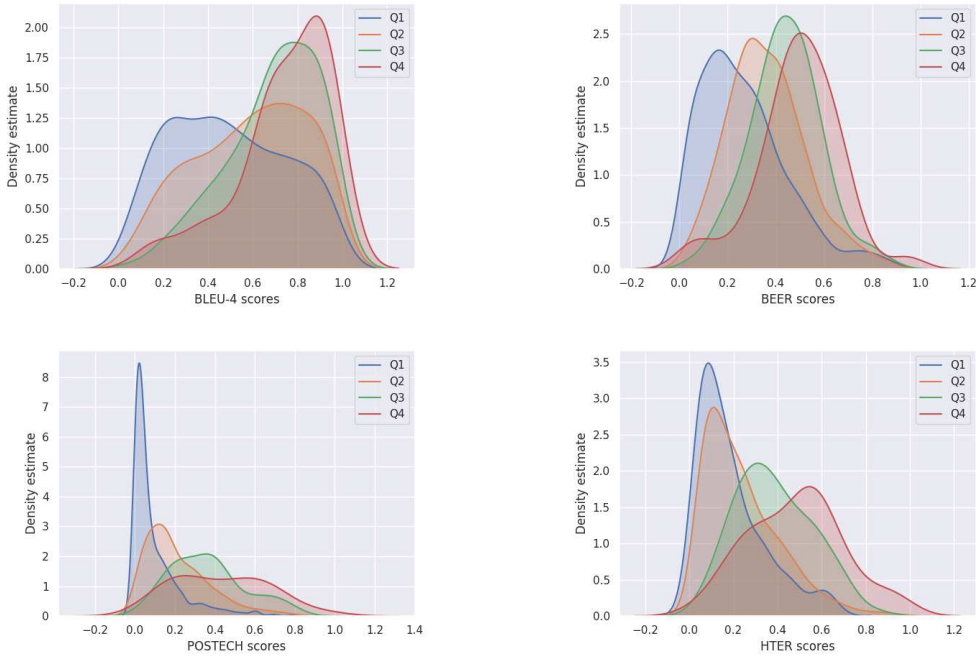 2.00
1.75
1.50
1.25
1.00
0.75
0.50
0.25
0.00
Density estimate
−0.2 0.0 0.2 0.4 0.6 0.8 1.0 1.2
BLEU-4 scores
Q1
Q2
Q3
Q4
2.5
2.0
1.5
1.0
0.5
0.0
Density estimate
−0.2 0.0 0.2 0.4 0.6 0.8 1.0 1.2
BEER scores
Q1
Q2
Q3
Q4
8
7
6
5
4
3
2
1
0
Density estimate
−0.2 0.0 0.2 0.4 0.6 0.8 1.0 1.2 1.4
POSTECH scores
Q1
Q2
Q3
Q4
3.5
3.0
2.5
2.0
1.5
1.0
0.5
0.0
Density estimate
−0.2 0.0 0.2 0.4 0.6 0.8 1.0 1.2
HTER scores
Q1
Q2
Q3
Q4